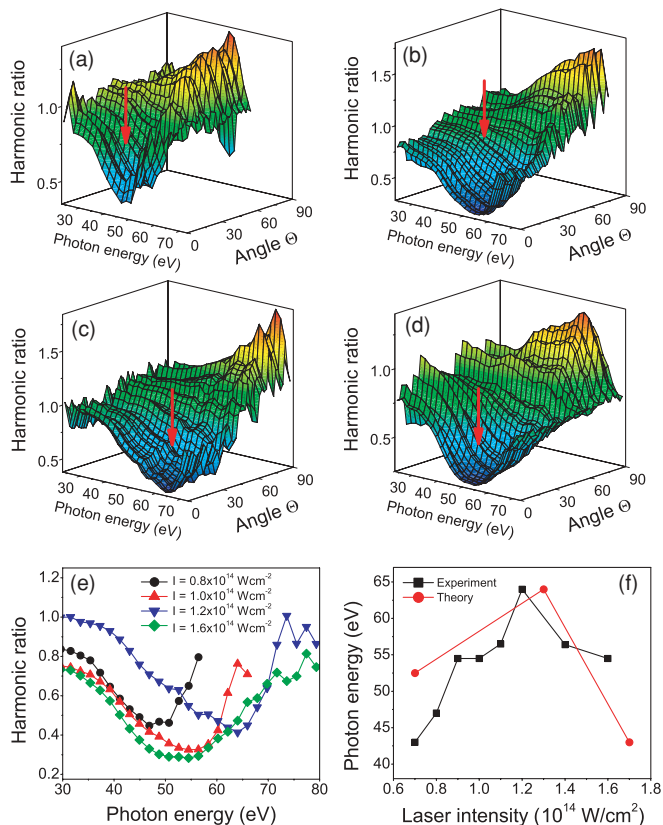 (a)
Harmonic ratio
1.0
0.5
30
40
50
60
70
Photon energy (eV)
0
30
60
90
Angle Θ
(b)
Harmonic ratio
1.5
1.0
0.5
30
40
50
60
70
Photon energy (eV)
0
30
60
90
Angle Θ
(c)
Harmonic ratio
1.5
1.0
0.5
30
40
50
60
70
Photon energy (eV)
0
30
60
90
Angle Θ
(d)
Harmonic ratio
1.0
0.5
30
40
50
60
70
Photon energy (eV)
0
30
60
90
Angle Θ
(e)
I = 0.8x10¹⁴ Wcm⁻²
I = 1.0x10¹⁴ Wcm⁻²
I = 1.2x10¹⁴ Wcm⁻²
I = 1.6x10¹⁴ Wcm⁻²
Harmonic ratio
1.2
1.0
0.8
0.6
0.4
0.2
30 40 50 60 70 80
Photon energy (eV)
(f)
Experiment
Theory
Photon energy (eV)
65
60
55
50
45
40
0.6 0.8 1.0 1.2 1.4 1.6 1.8
Laser intensity (10¹⁴ W/cm²)